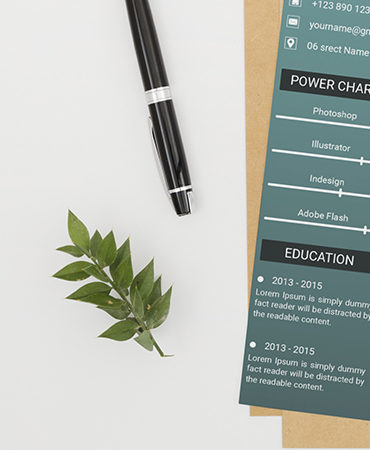 +123 890 123
yourname@gm
06 srect Name
POWER CHAR
Photoshop
Illustrator
Indesign
Adobe Flash
EDUCATION
2013 - 2015
Lorem Ipsum is simply dummy
fact reader will be distracted by
the readable content.
2013 - 2015
Lorem Ipsum is simply dummy
fact reader will be distracted by
the readable content.